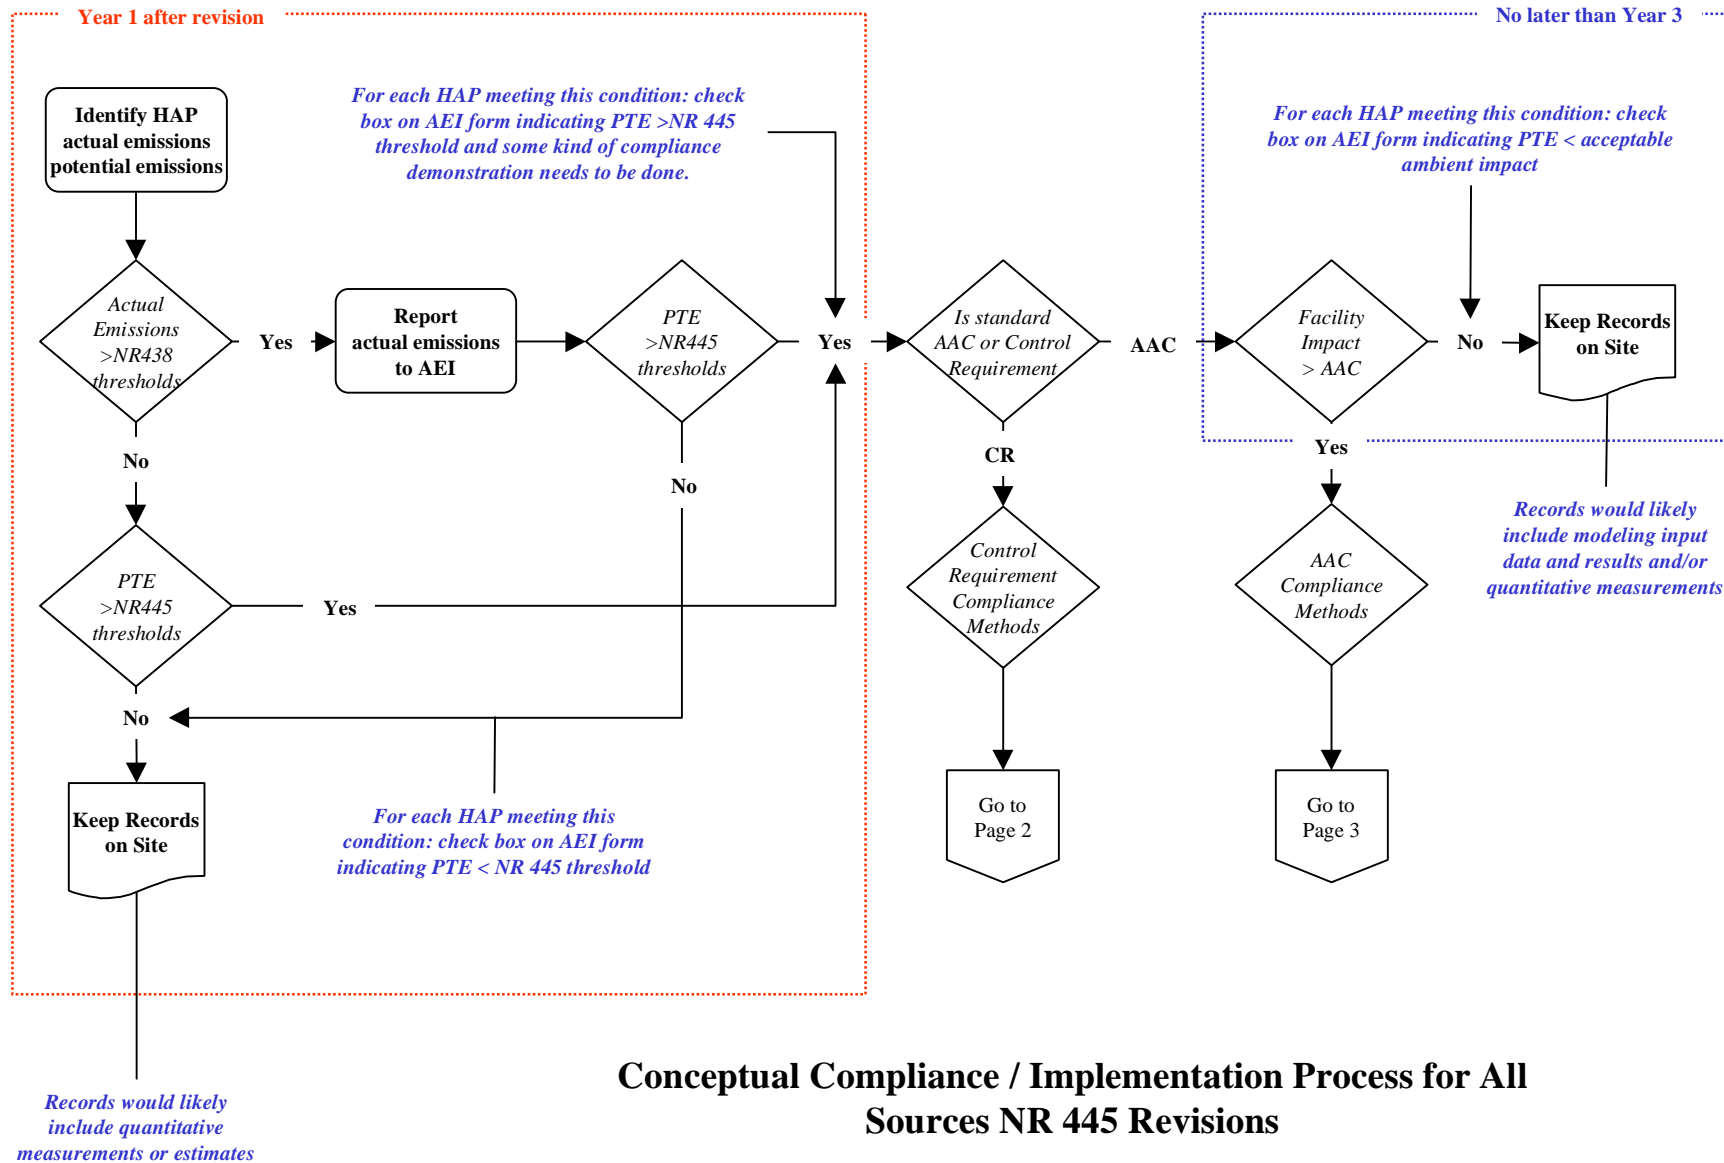 Year 1 after revision
No later than Year 3
Identify HAP
actual emissions
potential emissions
For each HAP meeting this condition: check
box on AEI form indicating PTE >NR 445
threshold and some kind of compliance
demonstration needs to be done.
For each HAP meeting this condition: check
box on AEI form indicating PTE < acceptable
ambient impact
Actual
Emissions
>NR438
thresholds
Yes
Report
actual emissions
to AEI
PTE
>NR445
thresholds
Yes
Is standard
AAC or Control
Requirement
AAC
Facility
Impact
> AAC
No
Keep Records
on Site
No
No
CR
Yes
Records would likely
include modeling input
data and results and/or
quantitative measurements
PTE
>NR445
thresholds
Yes
Control
Requirement
Compliance
Methods
AAC
Compliance
Methods
No
Keep Records
on Site
For each HAP meeting this
condition: check box on AEI form
indicating PTE < NR 445 threshold
Go to
Page 2
Go to
Page 3
Conceptual Compliance / Implementation Process for All
Sources NR 445 Revisions
Records would likely
include quantitative
measurements or estimates